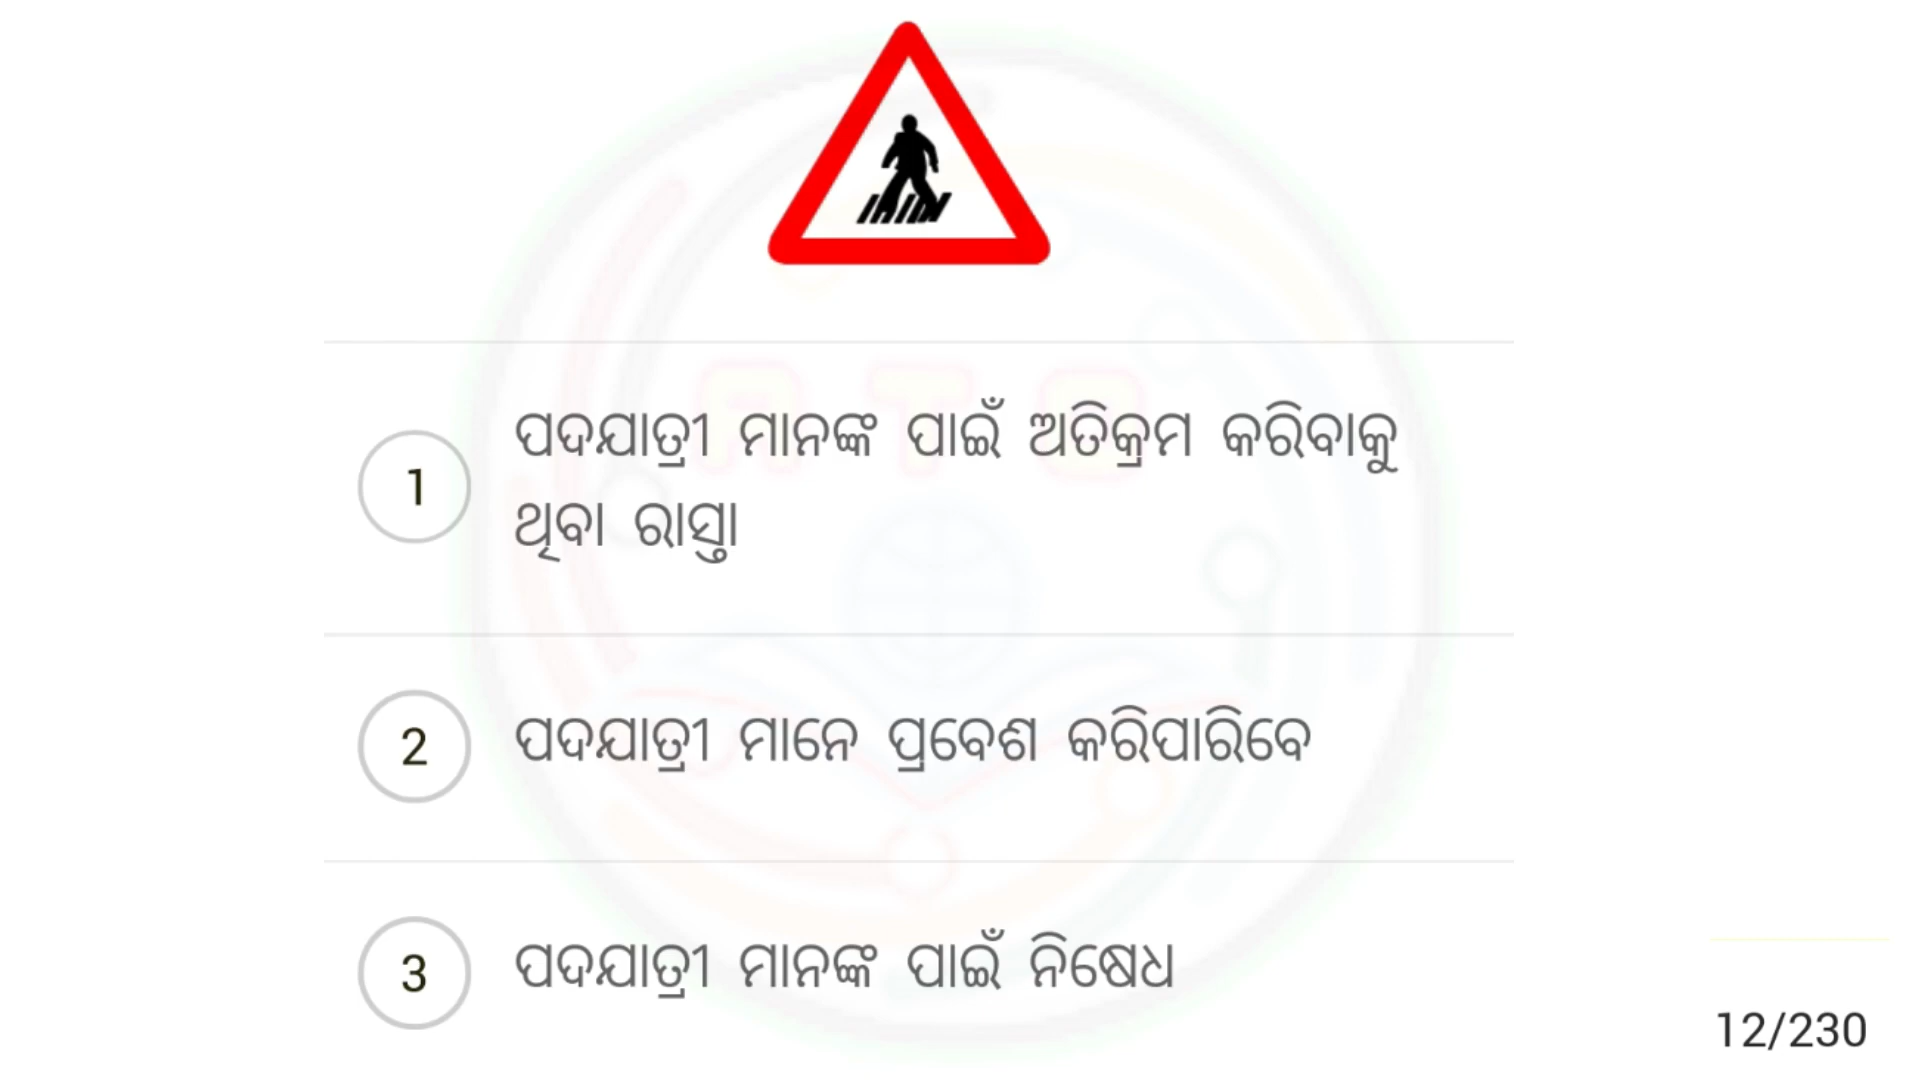 1
ପଦଯାତ୍ରୀ ମାନଙ୍କ ପାଇଁ ଅତିକ୍ରମ କରିବାକୁ
ଥିବା ରାସ୍ତା
2
ପଦଯାତ୍ରୀ ମାନେ ପ୍ରବେଶ କରିପାରିବେ
3
ପଦଯାତ୍ରୀ ମାନଙ୍କ ପାଇଁ ନିଷେଧ
12/230